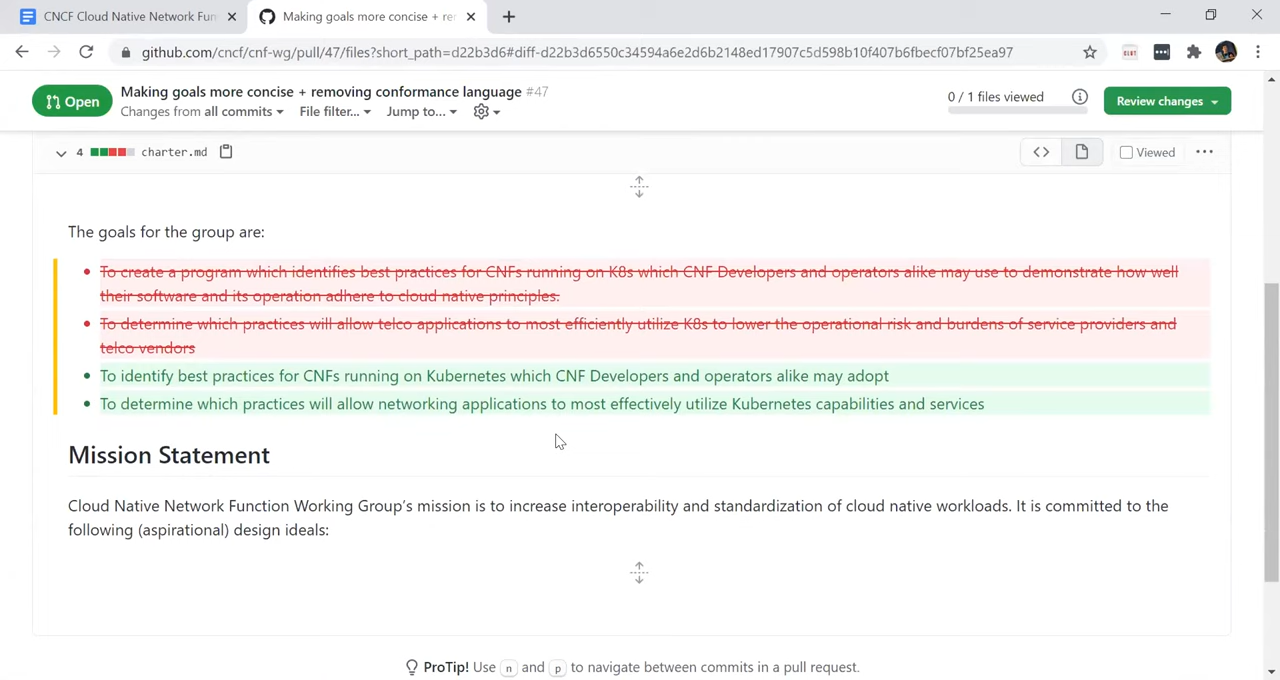 CNCF Cloud Native Network Fun
Making goals more concise + re
github.com/cncf/cnf-wg/pull/47/files?short_path=d22b3d6#diff-d22b3d6550c34594a6e2d6b2148ed17907c5d598b10f407b6fbecf07bf25ea97
Open
Making goals more concise + removing conformance language #47
Changes from all commits
File filter...
Jump to...
0 / 1 files viewed
Review changes
4
charter.md
Viewed
The goals for the group are:
To create a program which identifies best practices for CNFs running on K8s which CNF Developers and operators alike may use to demonstrate how well
their software and its operation adhere to cloud native principles.
To determine which practices will allow telco applications to most efficiently utilize K8s to lower the operational risk and burdens of service providers and
telco vendors
To identify best practices for CNFs running on Kubernetes which CNF Developers and operators alike may adopt
To determine which practices will allow networking applications to most effectively utilize Kubernetes capabilities and services
Mission Statement
Cloud Native Network Function Working Group's mission is to increase interoperability and standardization of cloud native workloads. It is committed to the
following (aspirational) design ideals:
ProTip! Use n and p to navigate between commits in a pull request.